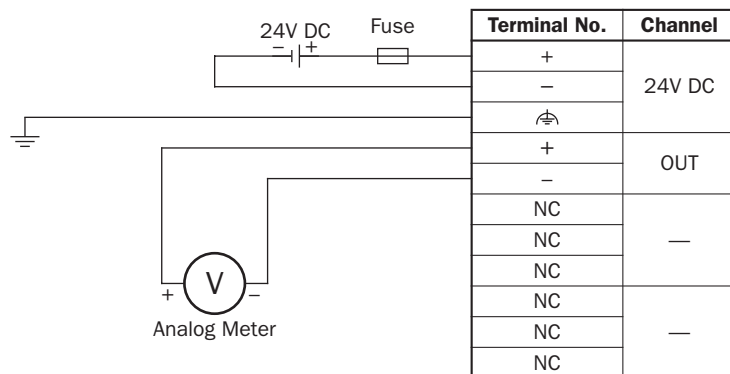 24V DC
− +
Fuse
Terminal No. Channel
+
−
24V DC
+
−
OUT
NC
NC
NC
—
NC
NC
NC
—
+ V −
Analog Meter